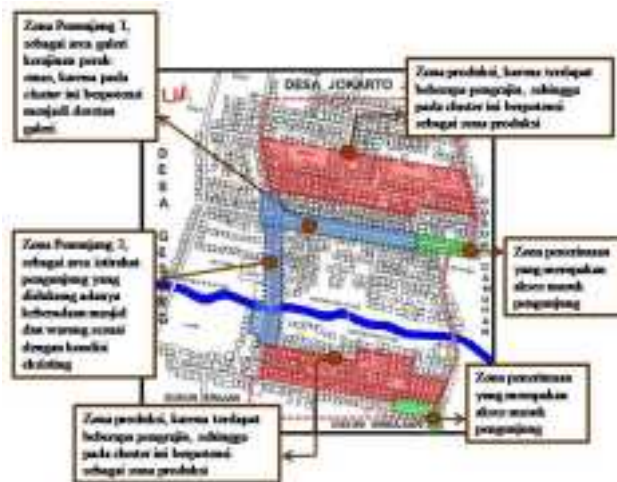 Zona Penunjang 1,
sebagai area galeri
kerajinan perak
emas, karena pada
cluster ini berpotensi
menjadi deretan
galeri
DESA JOKARTO
Zona produksi, karena terdapat
beberapa pengrajin, sehingga
pada cluster ini berpotensi
sebagai zona produksi
DESA
Zona Penunjang 2,
sebagai area istirahat
pengunjung yang
didukung adanya
keberadaan masjid
dan warung sesuai
dengan kondisi
eksisting
Zona penerimaan
yang merupakan
akses masuk
pengunjung
Zona penerimaan
yang merupakan
akses masuk
pengunjung
Zona produksi, karena terdapat
beberapa pengrajin, sehingga
pada cluster ini berpotensi
sebagai zona produksi